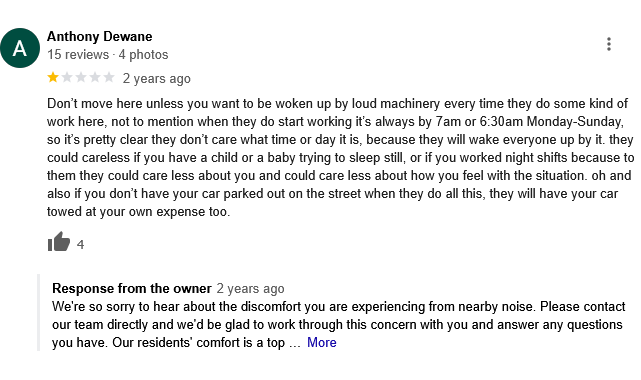 A
Anthony Dewane
15 reviews · 4 photos
2 years ago
Don’t move here unless you want to be woken up by loud machinery every time they do some kind of
work here, not to mention when they do start working it’s always by 7am or 6:30am Monday-Sunday,
so it’s pretty clear they don’t care what time or day it is, because they will wake everyone up by it. they
could careless if you have a child or a baby trying to sleep still, or if you worked night shifts because to
them they could care less about you and could care less about how you feel with the situation. oh and
also if you don’t have your car parked out on the street when they do all this, they will have your car
towed at your own expense too.
4
Response from the owner 2 years ago
We're so sorry to hear about the discomfort you are experiencing from nearby noise. Please contact
our team directly and we'd be glad to work through this concern with you and answer any questions
you have. Our residents' comfort is a top … More